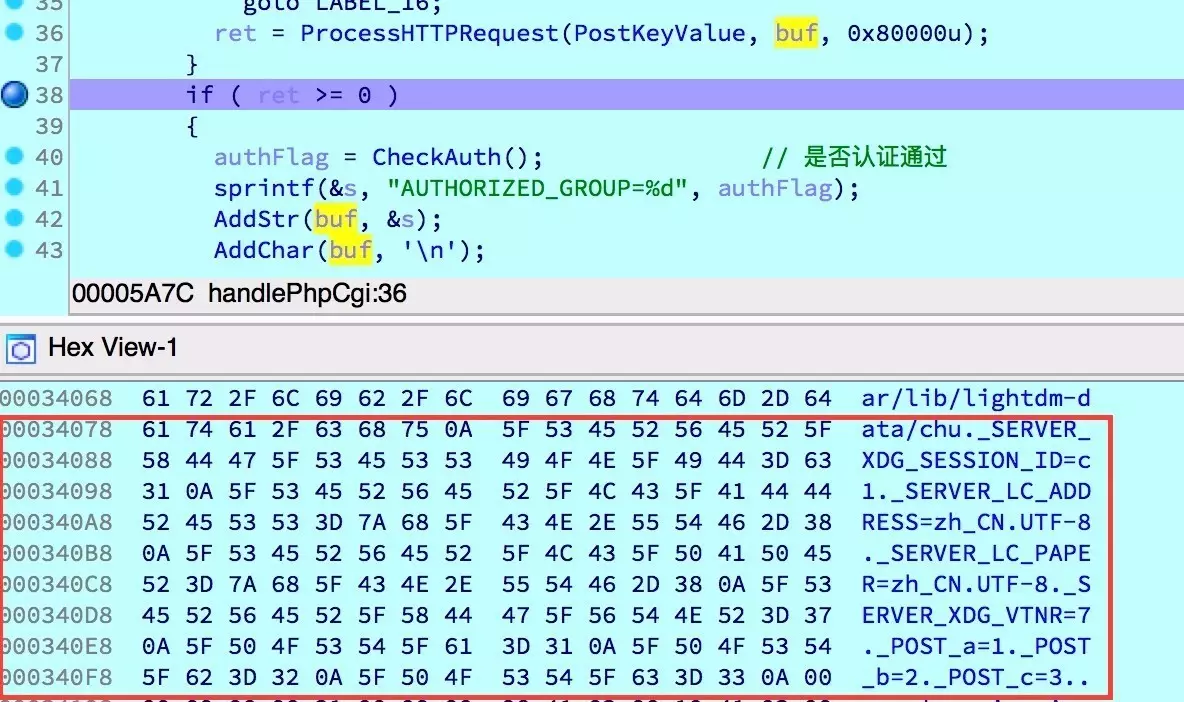 35 goto LABEL_16;
36 ret = ProcessHTTPRequest(PostKeyValue, buf, 0x80000u);
37 }
38 if ( ret >= 0 )
39 {
40 authFlag = CheckAuth(); // 是否认证通过
41 sprintf(&s, "AUTHORIZED_GROUP=%d", authFlag);
42 AddStr(buf, &s);
43 AddChar(buf, '\n');
00005A7C handlePhpCgi:36
Hex View-1
00034068 61 72 2F 6C 69 62 2F 6C 69 67 68 74 64 6D 2D 64 ar/lib/lightdm-d
00034078 61 74 61 2F 63 68 75 0A 5F 53 45 52 56 45 52 5F ata/chu._SERVER_
00034088 58 44 47 5F 53 45 53 53 49 4F 4E 5F 49 44 3D 63 XDG_SESSION_ID=c
00034098 31 0A 5F 53 45 52 56 45 52 5F 4C 43 5F 41 44 44 1._SERVER_LC_ADD
000340A8 52 45 53 53 3D 7A 68 5F 43 4E 2E 55 54 46 2D 38 RESS=zh_CN.UTF-8
000340B8 0A 5F 53 45 52 56 45 52 5F 4C 43 5F 50 41 50 45 ._SERVER_LC_PAPE
000340C8 52 3D 7A 68 5F 43 4E 2E 55 54 46 2D 38 0A 5F 53 R=zh_CN.UTF-8._S
000340D8 45 52 56 45 52 5F 58 44 47 5F 56 54 4E 52 3D 37 ERVER_XDG_VTNR=7
000340E8 0A 5F 50 4F 53 54 5F 61 3D 31 0A 5F 50 4F 53 54 ._POST_a=1._POST
000340F8 5F 62 3D 32 0A 5F 50 4F 53 54 5F 63 3D 33 0A 00 _b=2._POST_c=3..